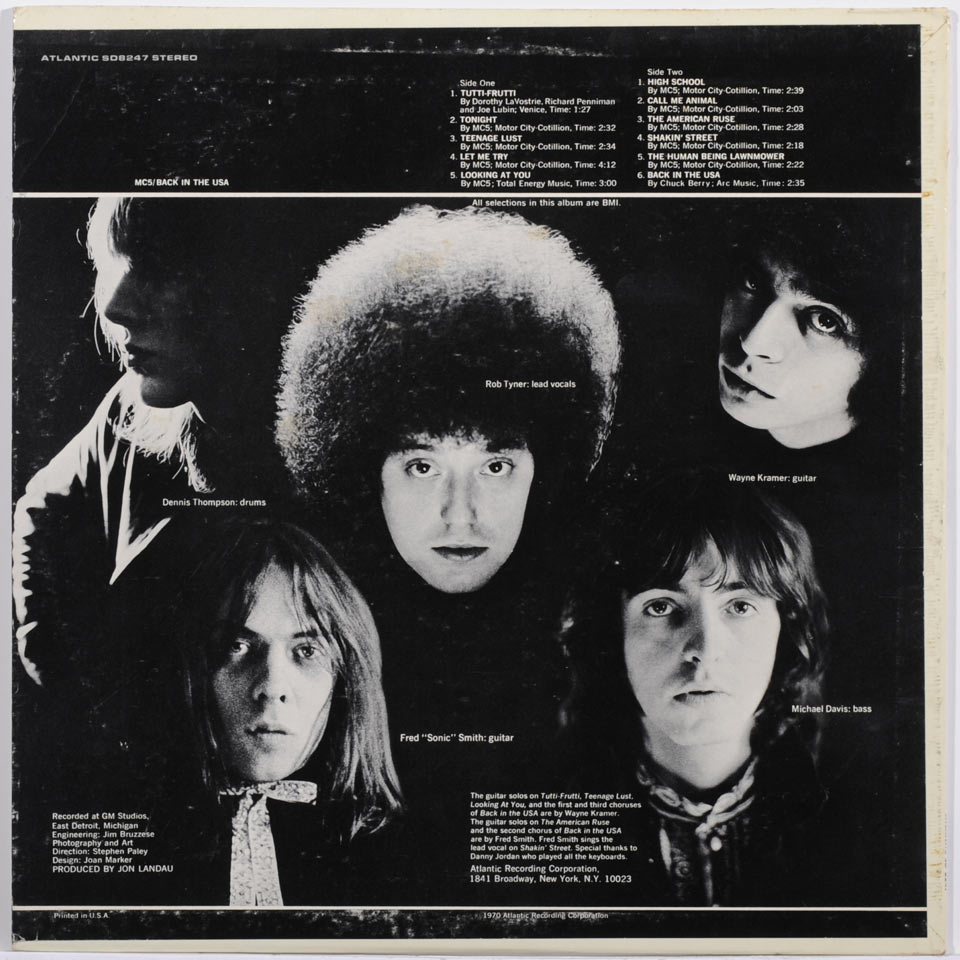 ATLANTIC SD8247 STEREO
MC5/BACK IN THE USA
Side One
1. TUTTI-FRUTTI
By Dorothy LaVostrie, Richard Penniman
and Joe Lubin; Venice, Time: 1:27
2. TONIGHT
By MC5; Motor City-Cotillion, Time: 2:32
3. TEENAGE LUST
By MC5; Motor City-Cotillion, Time: 2:34
4. LET ME TRY
By MC5; Motor City-Cotillion, Time: 4:12
5. LOOKING AT YOU
By MC5; Total Energy Music, Time: 3:00
Side Two
1. HIGH SCHOOL
By MC5; Motor City-Cotillion, Time: 2:39
2. CALL ME ANIMAL
By MC5; Motor City-Cotillion, Time: 2:03
3. THE AMERICAN RUSE
By MC5; Motor City-Cotillion, Time: 2:28
4. SHAKIN' STREET
By MC5; Motor City-Cotillion, Time: 2:18
5. THE HUMAN BEING LAWNMOWER
By MC5; Motor City-Cotillion, Time: 2:22
6. BACK IN THE USA
By Chuck Berry; Arc Music, Time: 2:35
All selections in this album are BMI.
Rob Tyner: lead vocals
Wayne Kramer: guitar
Dennis Thompson: drums
Michael Davis: bass
Fred "Sonic" Smith: guitar
Recorded at GM Studios,
East Detroit, Michigan
Engineering: Jim Bruzzese
Photography and Art
Direction: Stephen Paley
Design: Joan Marker
PRODUCED BY JON LANDAU
The guitar solos on Tutti-Frutti, Teenage Lust,
Looking At You, and the first and third choruses
of Back in the USA are by Wayne Kramer.
The guitar solos on The American Ruse
and the second chorus of Back in the USA
are by Fred Smith. Fred Smith sings the
lead vocal on Shakin' Street. Special thanks to
Danny Jordan who played all the keyboards.
Atlantic Recording Corporation,
1841 Broadway, New York, N.Y. 10023
Printed in U.S.A.
1970 Atlantic Recording Corporation